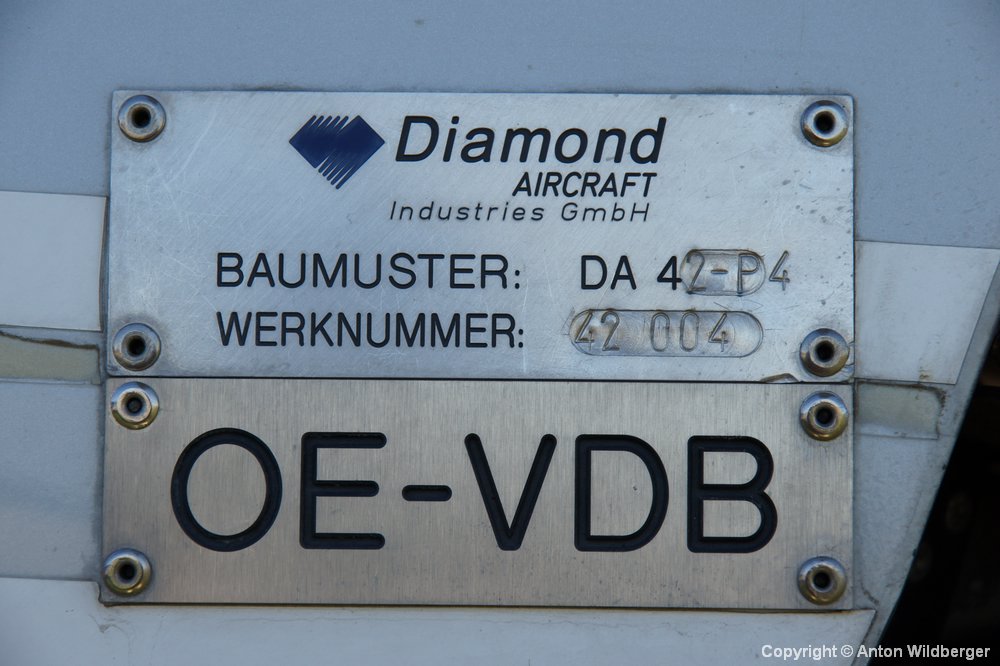 Diamond
AIRCRAFT
Industries GmbH
BAUMUSTER: DA 42-P4
WERKNUMMER: 42 004
OE-VDB
Copyright © Anton Wildberger